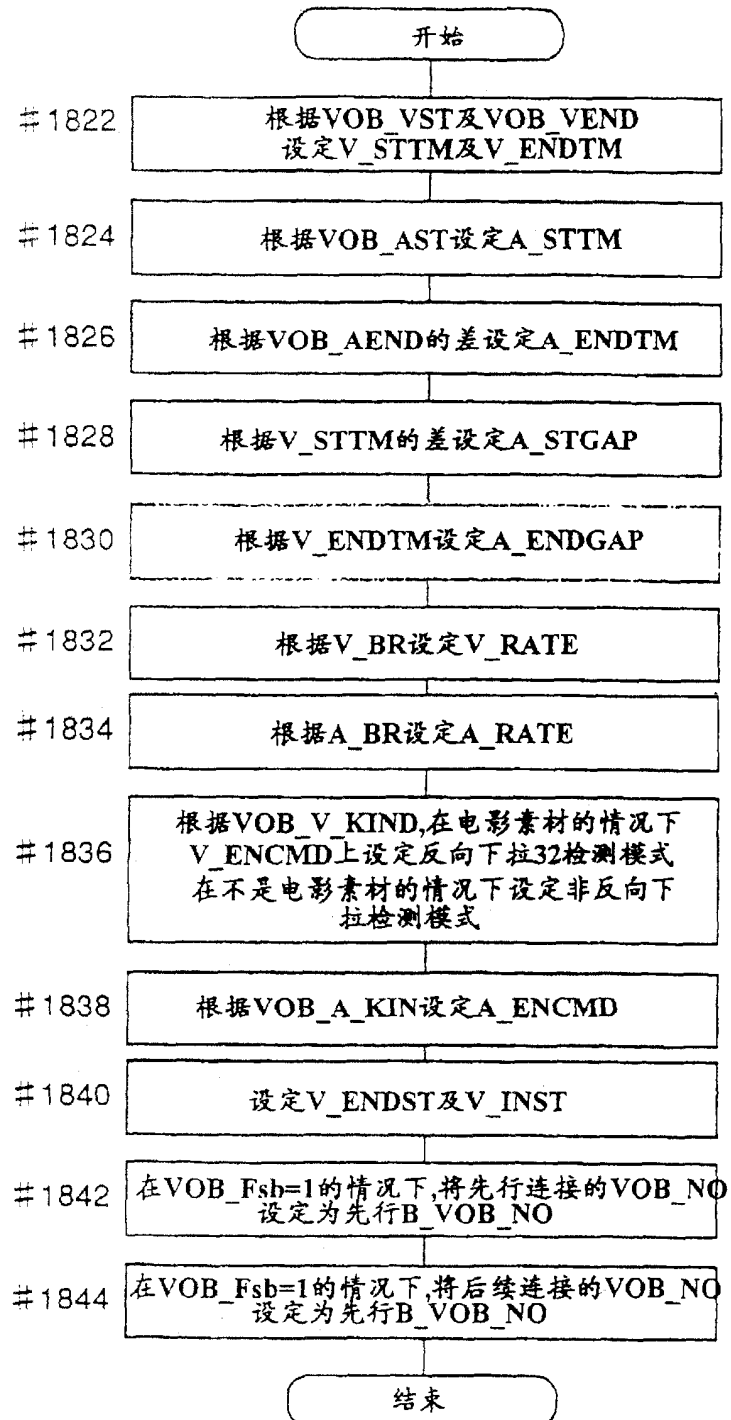 开始
#1822
根据VOB_VST及VOB_VEND
设定V_STTM及V_ENDTM
#1824
根据VOB_AST设定A_STTM
#1826
根据VOB_AEND的差设定A_ENDTM
#1828
根据V_STTM的差设定A_STGAP
#1830
根据V_ENDTM设定A_ENDGAP
#1832
根据V_BR设定V_RATE
#1834
根据A_BR设定A_RATE
#1836
根据VOB_V_KIND,在电影素材的情况下
V_ENCMD上设定反向下拉32检测模式
在不是电影素材的情况下设定非反向下
拉检测模式
#1838
根据VOB_A_KIN设定A_ENCMD
#1840
设定V_ENDST及V_INST
#1842
在VOB_Fsb=1的情况下,将先行连接的VOB_NO
设定为先行B_VOB_NO
#1844
在VOB_Fsb=1的情况下,将后续连接的VOB_NO
设定为先行B_VOB_NO
结束